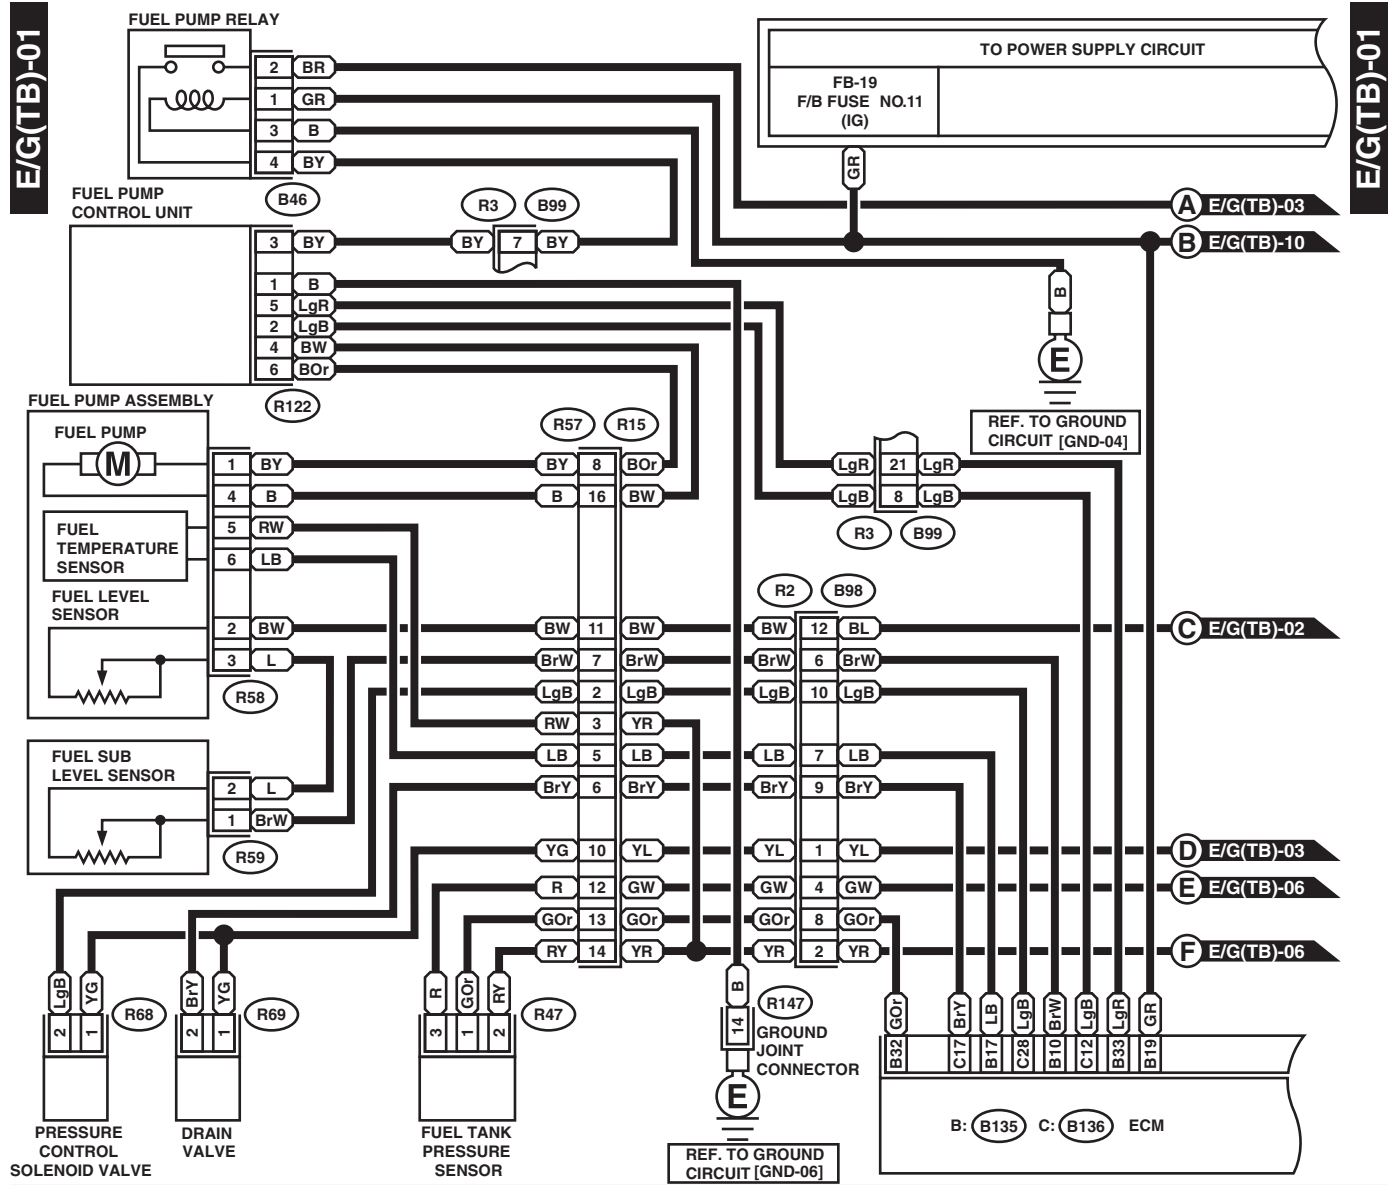 E/G(TB)-01
E/G(TB)-01
FUEL PUMP RELAY
2 BR
1 GR
3 B
4 BY
B46
TO POWER SUPPLY CIRCUIT
FB-19
F/B FUSE NO.11
(IG)
GR
A E/G(TB)-03
B E/G(TB)-10
FUEL PUMP
CONTROL UNIT
R3 B99
3 BY BY 7 BY
1 B
5 LgR
2 LgB
4 BW
6 BOr
R122
B
E
REF. TO GROUND
CIRCUIT [GND-04]
FUEL PUMP ASSEMBLY
FUEL PUMP
M
R57 R15
1 BY BY 8 BOr LgR 21 LgR
4 B B 16 BW LgB 8 LgB
R3 B99
FUEL
TEMPERATURE
SENSOR
5 RW
6 LB
FUEL LEVEL
SENSOR
R2 B98
2 BW BW 11 BW BW 12 BL C E/G(TB)-02
3 L BrW 7 BrW BrW 6 BrW
R58
LgB 2 LgB LgB 10 LgB
RW 3 YR
FUEL SUB
LEVEL SENSOR
LB 5 LB LB 7 LB
2 L BrY 6 BrY BrY 9 BrY
1 BrW
R59
YG 10 YL YL 1 YL D E/G(TB)-03
R 12 GW GW 4 GW E E/G(TB)-06
GOr 13 GOr GOr 8 GOr
RY 14 YR YR 2 YR F E/G(TB)-06
LgB YG BrY YG R GOr RY B GOr BrY LB LgB BrW LgB LgR GR
2 1 R68 2 1 R69 3 1 2 R47 14 R147
B32 C17 B17 C28 B10 C12 B33 B19
GROUND
JOINT
CONNECTOR
E
B: B135 C: B136 ECM
PRESSURE
CONTROL
SOLENOID VALVE
DRAIN
VALVE
FUEL TANK
PRESSURE
SENSOR
REF. TO GROUND
CIRCUIT [GND-06]